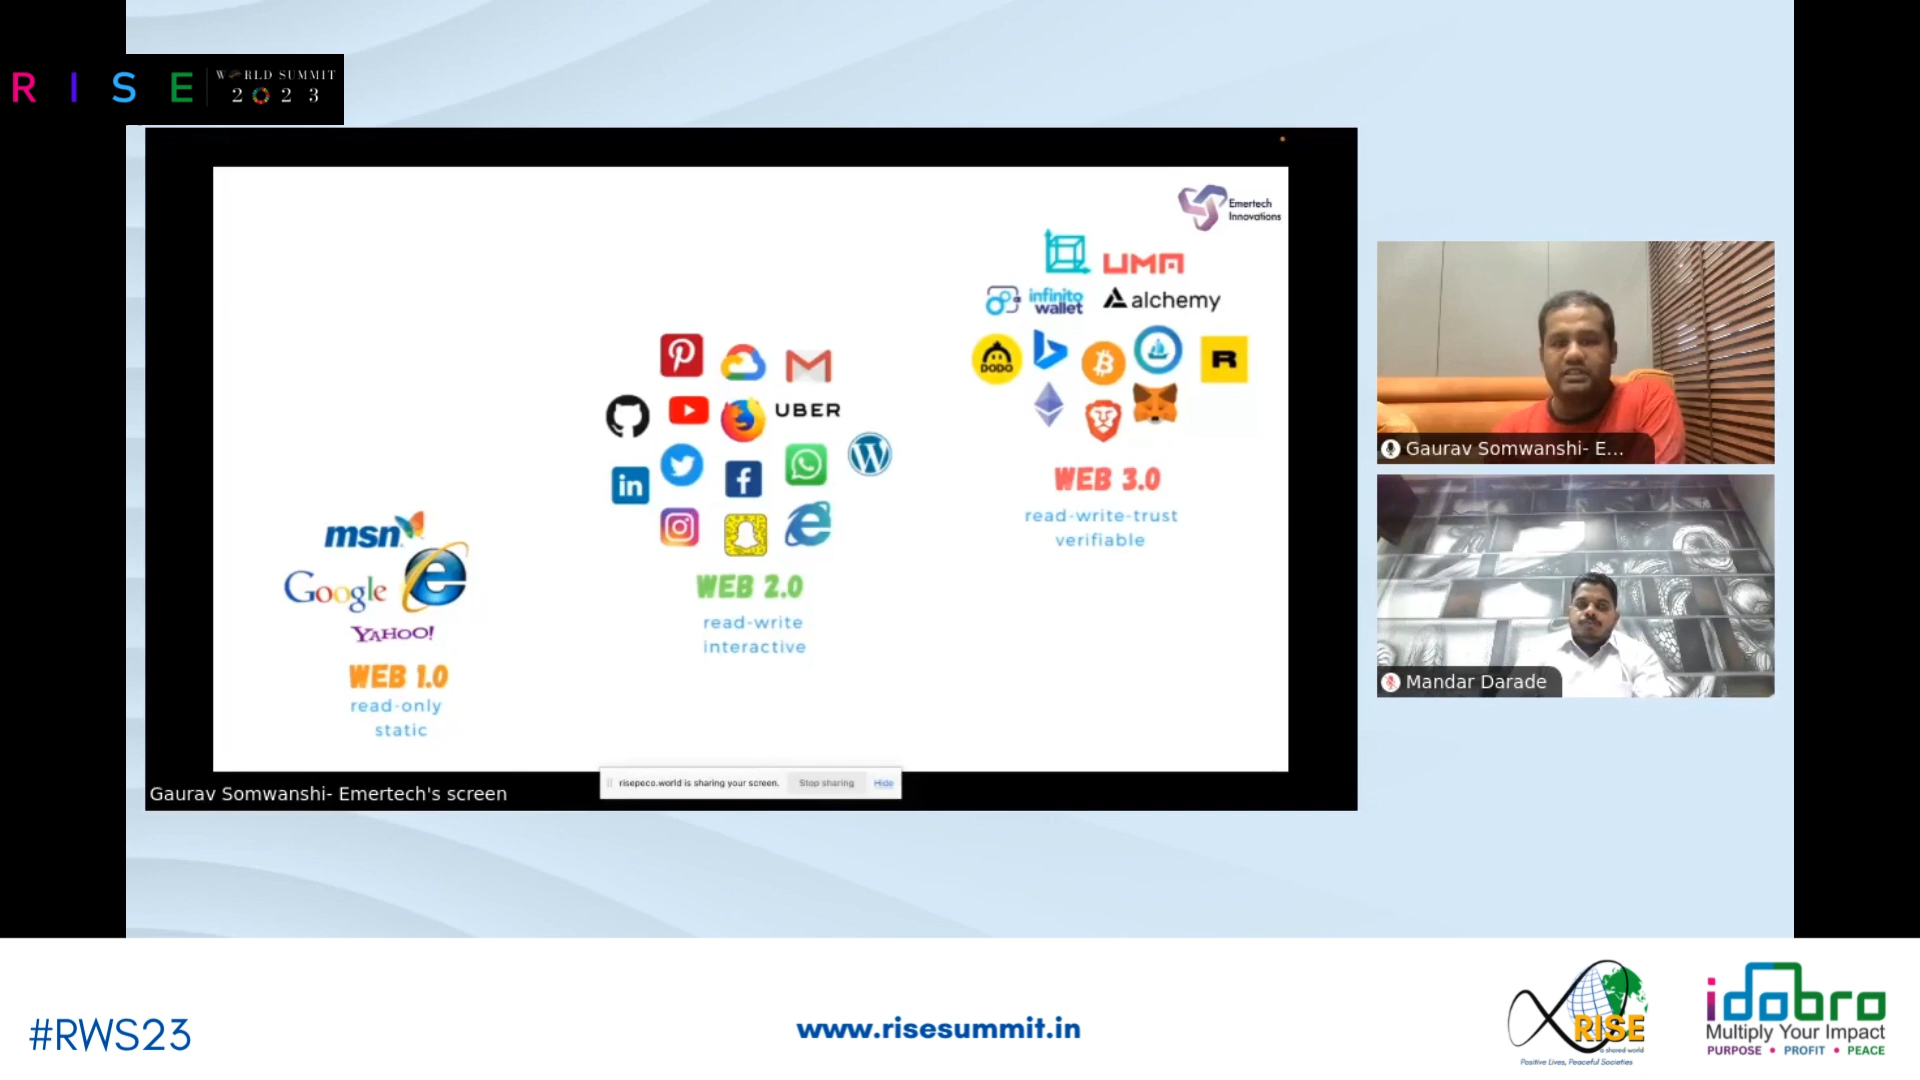 R I S E
WORLD SUMMIT
2023
Emertech
Innovations
UMA
infinito
wallet
alchemy
DODO
R
UBER
in
msn
Google
YAHOO!
WEB 1.0
read-only
static
WEB 2.0
read-write
interactive
WEB 3.0
read-write-trust
verifiable
risepeco.world is sharing your screen.
Stop sharing
Hide
Gaurav Somwanshi- Emertech's screen
Gaurav Somwanshi- E...
Mandar Darade
#RWS23
www.risesummit.in
RISE
a shared world
Positive Lives, Peaceful Societies
idobro
Multiply Your Impact
PURPOSE • PROFIT • PEACE